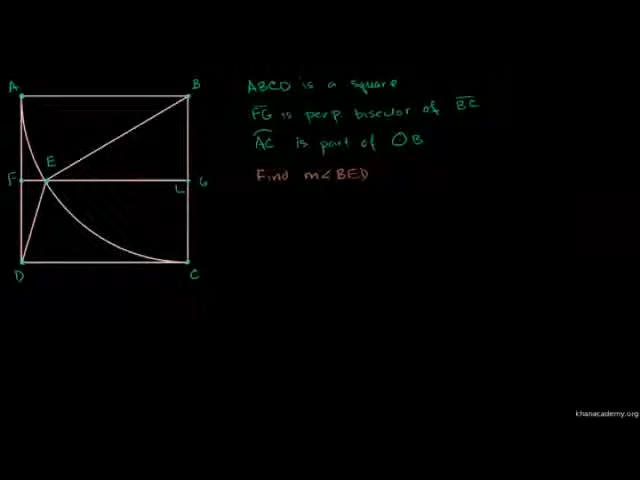 A
B
ABCD is a square
FG is perp. bisector of BC
AC is part of ⊙B
E
Find m∠BED
F
L
G
D
C
khanacademy.org